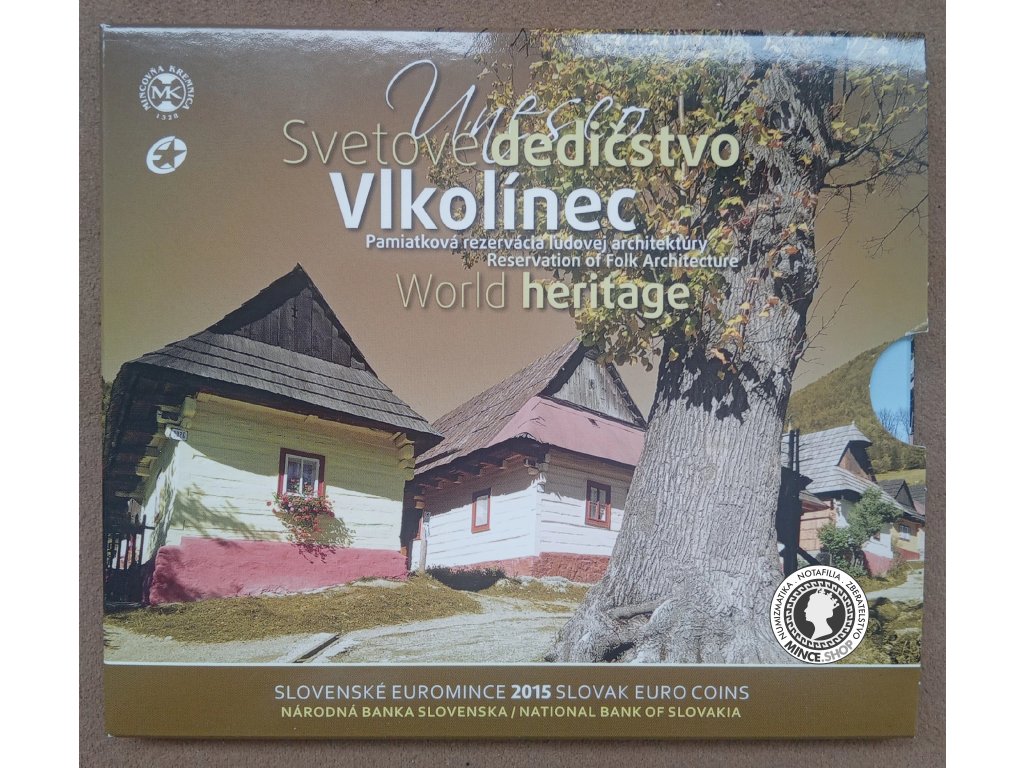 MINCOVŇA KREMNICA
MK
1328
Unesco
Svetové dedičstvo
Vlkolínec
Pamiatková rezervácia ľudovej architektúry
Reservation of Folk Architecture
World heritage
NUMIZMATIKA . NOTAFILIA . ZBERATEĽSTVO
MINCE.SHOP
SLOVENSKÉ EUROMINCE 2015 SLOVAK EURO COINS
NÁRODNÁ BANKA SLOVENSKA / NATIONAL BANK OF SLOVAKIA